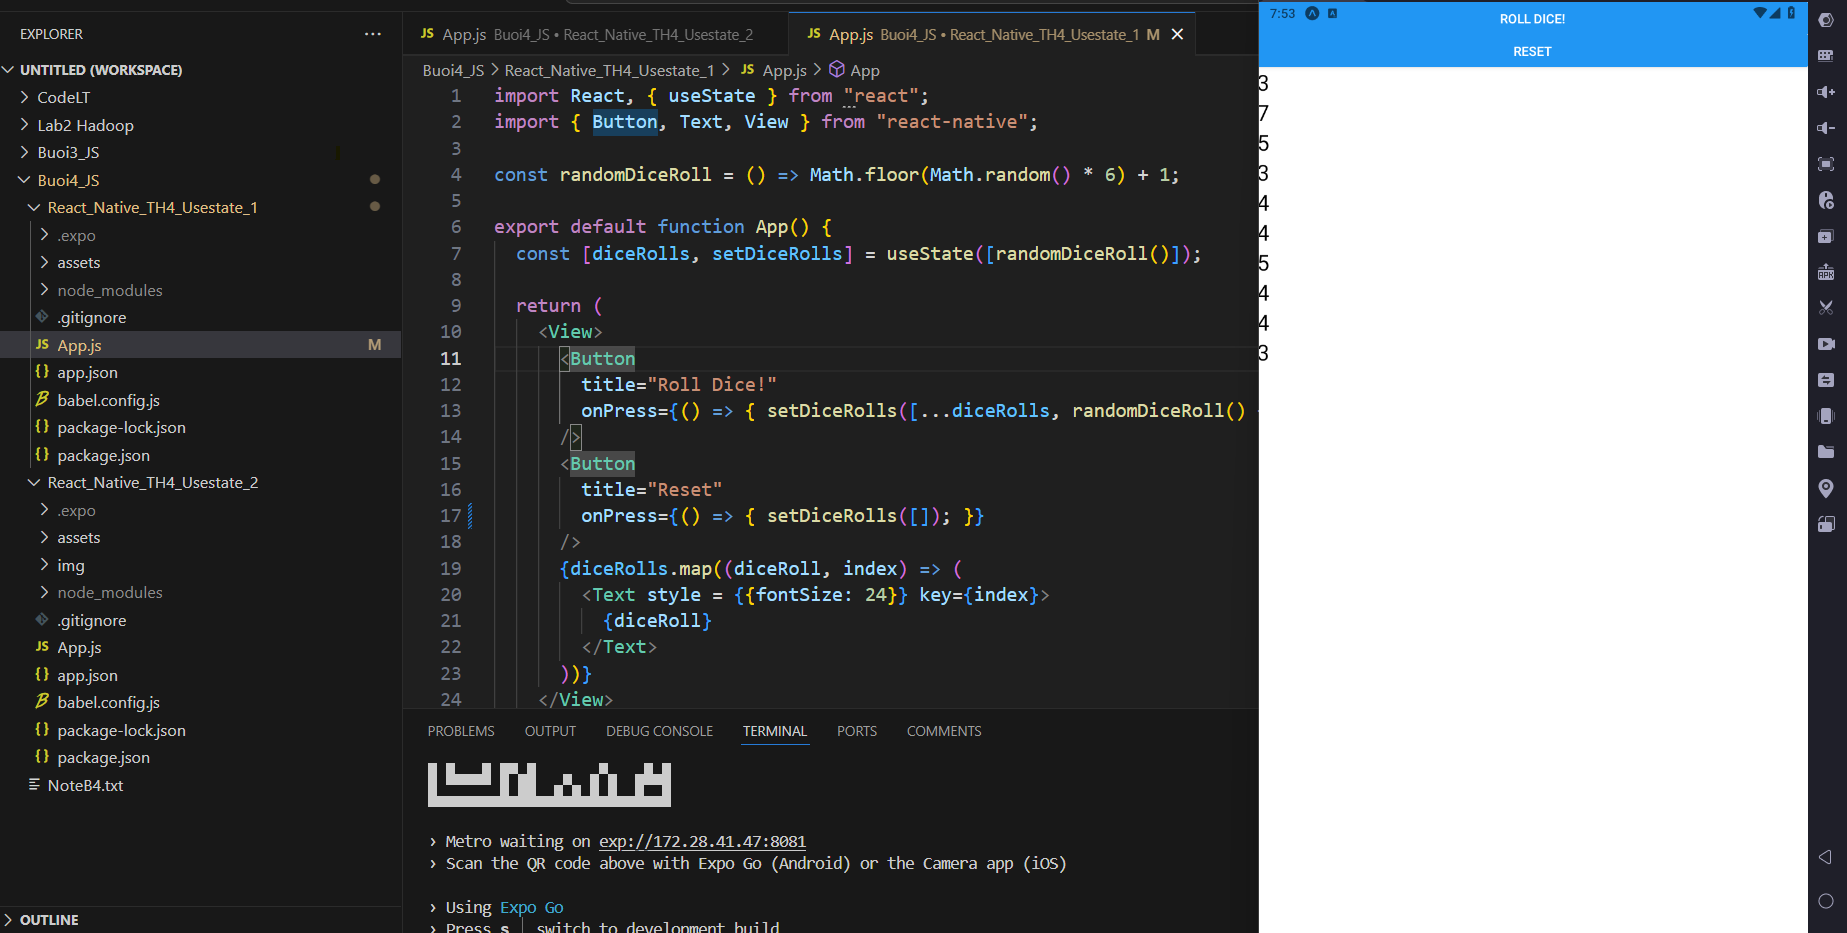 EXPLORER
···
UNTITLED (WORKSPACE)
CodeLT
Lab2 Hadoop
Buoi3_JS
Buoi4_JS
React_Native_TH4_Usestate_1
.expo
assets
node_modules
.gitignore
JS App.js M
{} app.json
babel.config.js
{} package-lock.json
{} package.json
React_Native_TH4_Usestate_2
.expo
assets
img
node_modules
.gitignore
JS App.js
{} app.json
babel.config.js
{} package-lock.json
{} package.json
NoteB4.txt
OUTLINE
JS App.js Buoi4_JS • React_Native_TH4_Usestate_2
JS App.js Buoi4_JS • React_Native_TH4_Usestate_1 M
Buoi4_JS > React_Native_TH4_Usestate_1 > JS App.js > App
1 import React, { useState } from "react";
2 import { Button, Text, View } from "react-native";
3
4 const randomDiceRoll = () => Math.floor(Math.random() * 6) + 1;
5
6 export default function App() {
7 const [diceRolls, setDiceRolls] = useState([randomDiceRoll()]);
8
9 return (
10 <View>
11 <Button
12 title="Roll Dice!"
13 onPress={() => { setDiceRolls([...diceRolls, randomDiceRoll()
14 />
15 <Button
16 title="Reset"
17 onPress={() => { setDiceRolls([]); }}
18 />
19 {diceRolls.map((diceRoll, index) => (
20 <Text style = {{fontSize: 24}} key={index}>
21 {diceRoll}
22 </Text>
23 ))}
24 </View>
PROBLEMS OUTPUT DEBUG CONSOLE TERMINAL PORTS COMMENTS
› Metro waiting on exp://172.28.41.47:8081
› Scan the QR code above with Expo Go (Android) or the Camera app (iOS)
› Using Expo Go
› Press s │ switch to development build
7:53
ROLL DICE!
RESET
3
7
5
3
4
4
5
4
4
3
APK